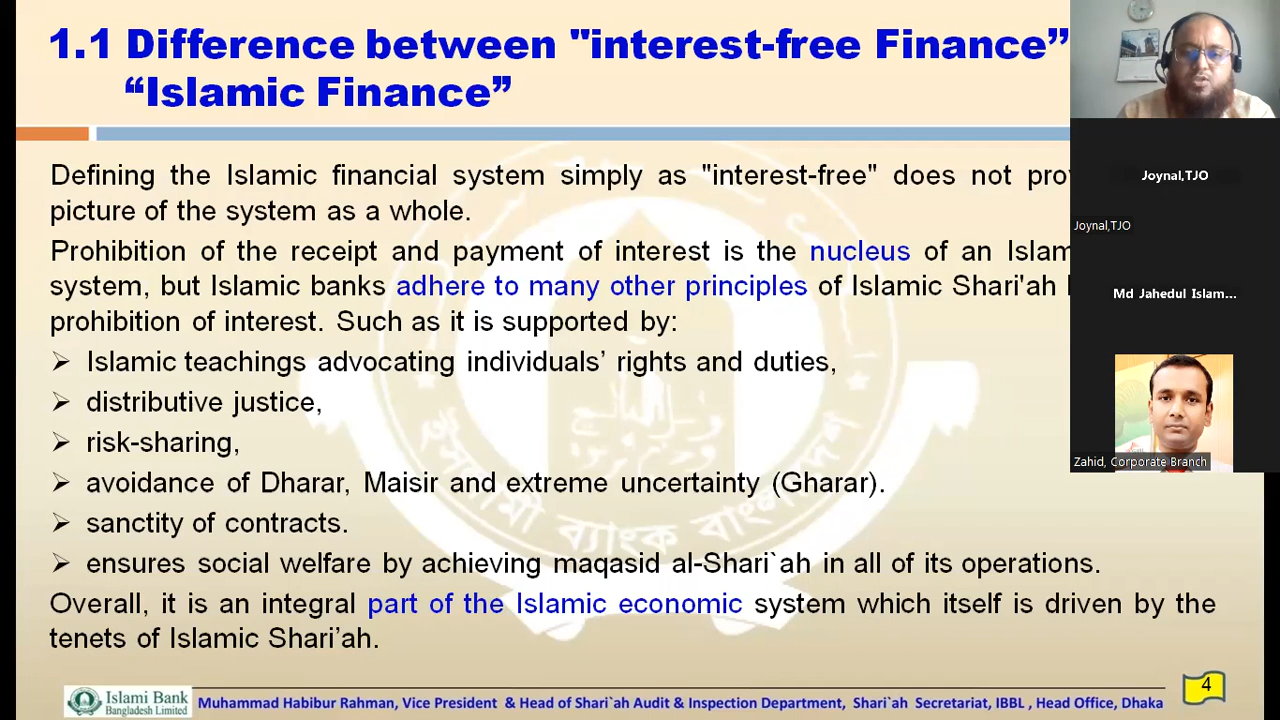 1.1 Difference between "interest-free Finance”
“Islamic Finance”
Defining the Islamic financial system simply as "interest-free" does not
picture of the system as a whole.
Prohibition of the receipt and payment of interest is the nucleus of an
system, but Islamic banks adhere to many other principles of Islamic Shari'ah
prohibition of interest. Such as it is supported by:
➢ Islamic teachings advocating individuals’ rights and duties,
➢ distributive justice,
➢ risk-sharing,
➢ avoidance of Dharar, Maisir and extreme uncertainty (Gharar).
➢ sanctity of contracts.
➢ ensures social welfare by achieving maqasid al-Shari`ah in all of its operations.
Overall, it is an integral part of the Islamic economic system which itself is driven by the
tenets of Islamic Shari’ah.
Islami Bank
Bangladesh Limited
Muhammad Habibur Rahman, Vice President & Head of Shari`ah Audit & Inspection Department, Shari`ah Secretariat, IBBL , Head Office, Dhaka
4
Joynal,TJO
Joynal,TJO
Md Jahedul Islam...
Zahid, Corporate Branch